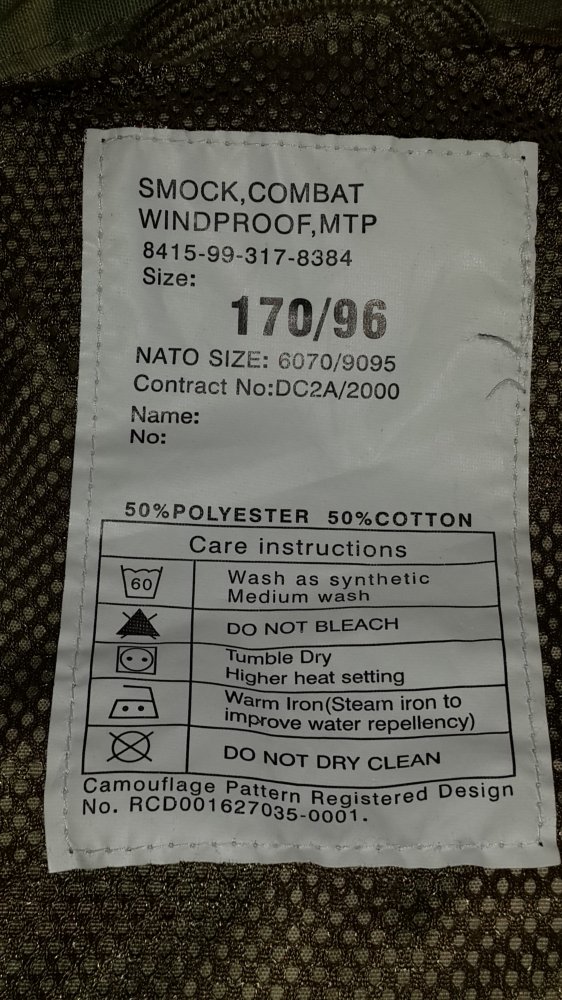 SMOCK,COMBAT
WINDPROOF,MTP
8415-99-317-8384
Size:
170/96
NATO SIZE: 6070/9095
Contract No:DC2A/2000
Name:
No:
50%POLYESTER 50%COTTON
Care instructions
60
Wash as synthetic
Medium wash
DO NOT BLEACH
Tumble Dry
Higher heat setting
Warm Iron(Steam iron to
improve water repellency)
DO NOT DRY CLEAN
Camouflage Pattern Registered Design
No. RCD001627035-0001.